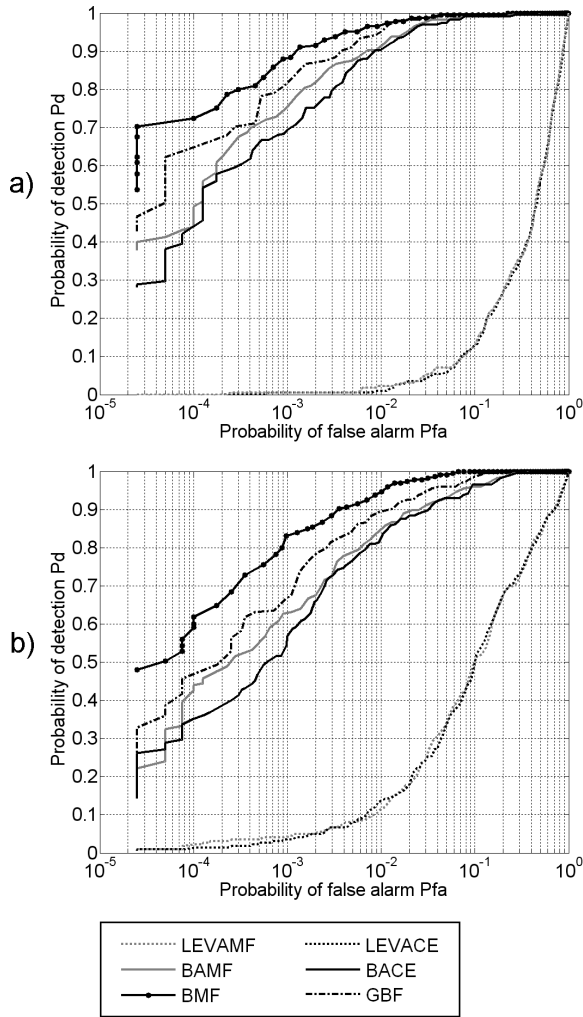 a)
Probability of detection Pd
1
0.9
0.8
0.7
0.6
0.5
0.4
0.3
0.2
0.1
0
10^-5 10^-4 10^-3 10^-2 10^-1 10^0
Probability of false alarm Pfa
b)
Probability of detection Pd
1
0.9
0.8
0.7
0.6
0.5
0.4
0.3
0.2
0.1
0
10^-5 10^-4 10^-3 10^-2 10^-1 10^0
Probability of false alarm Pfa
LEVAMF LEVACE
BAMF BACE
BMF GBF